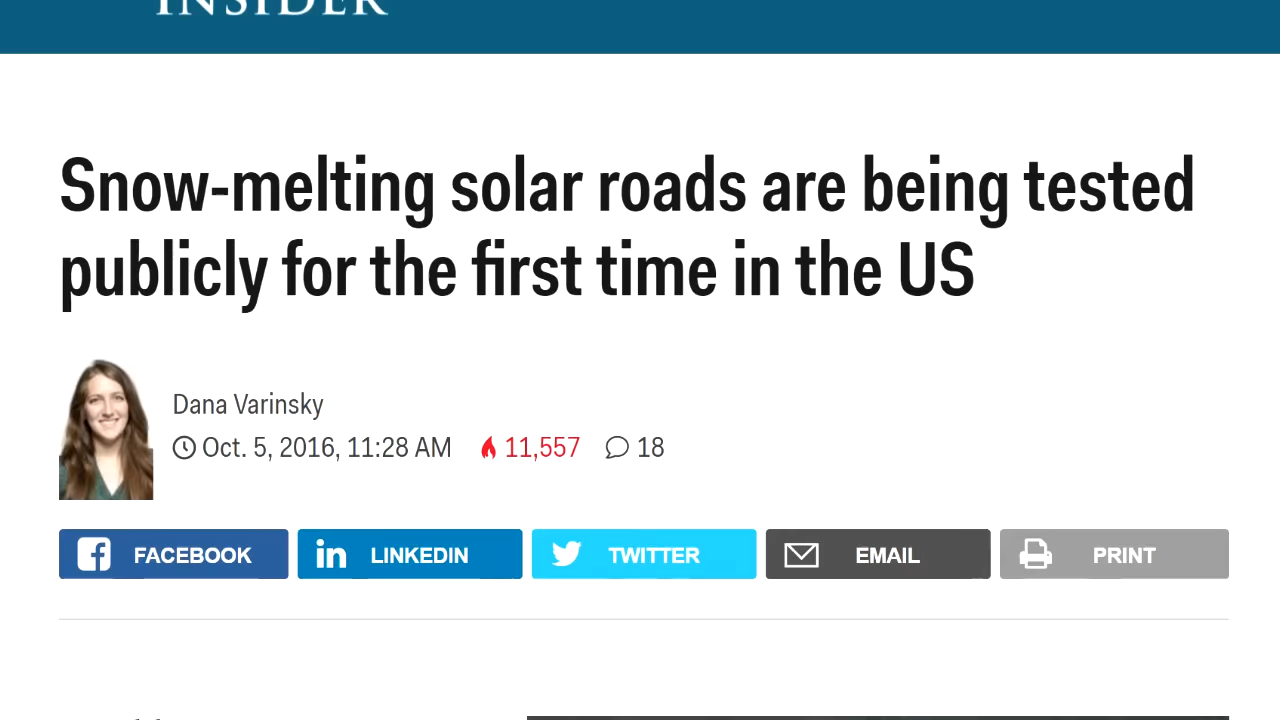 INSIDER
Snow-melting solar roads are being tested
publicly for the first time in the US
Dana Varinsky
Oct. 5, 2016, 11:28 AM 11,557 18
FACEBOOK LINKEDIN TWITTER EMAIL PRINT